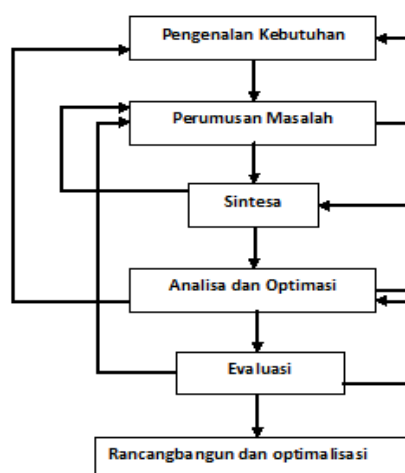 Pengenalan Kebutuhan
Perumusan Masalah
Sintesa
Analisa dan Optimasi
Evaluasi
Rancangbangun dan optimalisasi